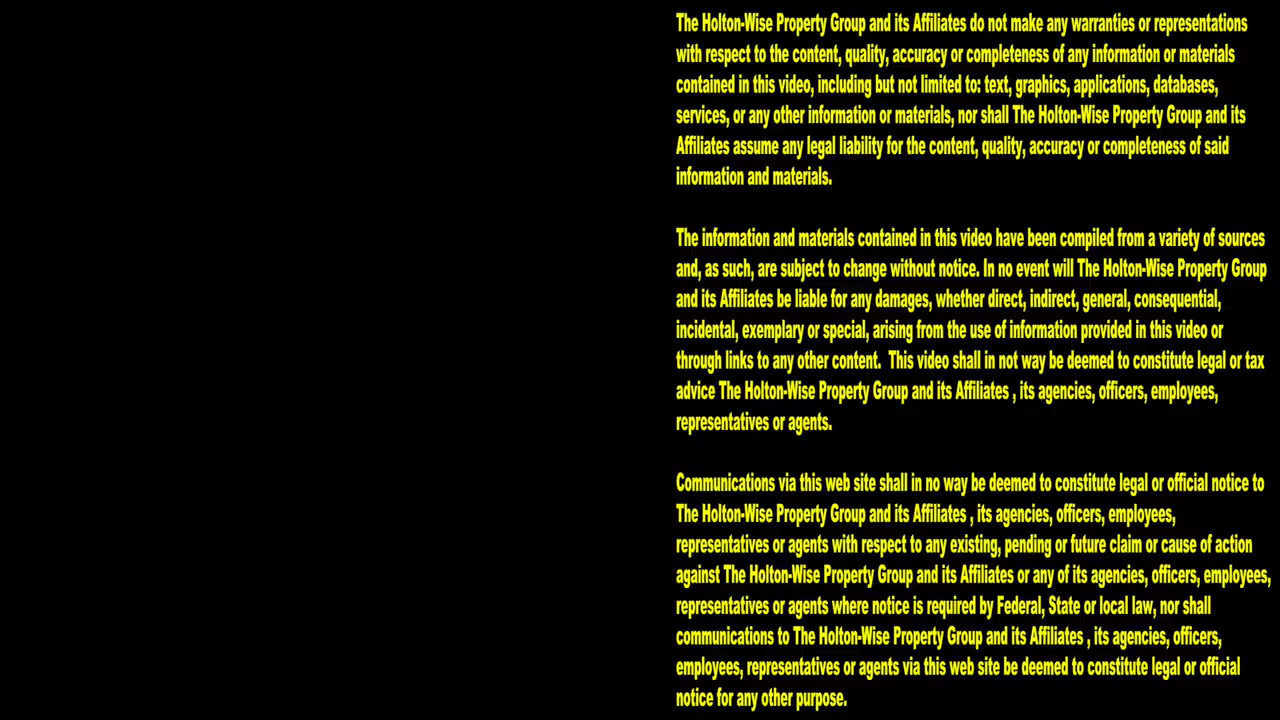 The Holton-Wise Property Group and its Affiliates do not make any warranties or representations
with respect to the content, quality, accuracy or completeness of any information or materials
contained in this video, including but not limited to: text, graphics, applications, databases,
services, or any other information or materials, nor shall The Holton-Wise Property Group and its
Affiliates assume any legal liability for the content, quality, accuracy or completeness of said
information and materials.
The information and materials contained in this video have been compiled from a variety of sources
and, as such, are subject to change without notice. In no event will The Holton-Wise Property Group
and its Affiliates be liable for any damages, whether direct, indirect, general, consequential,
incidental, exemplary or special, arising from the use of information provided in this video or
through links to any other content.  This video shall in not way be deemed to constitute legal or tax
advice The Holton-Wise Property Group and its Affiliates , its agencies, officers, employees,
representatives or agents.
Communications via this web site shall in no way be deemed to constitute legal or official notice to
The Holton-Wise Property Group and its Affiliates , its agencies, officers, employees,
representatives or agents with respect to any existing, pending or future claim or cause of action
against The Holton-Wise Property Group and its Affiliates or any of its agencies, officers, employees,
representatives or agents where notice is required by Federal, State or local law, nor shall
communications to The Holton-Wise Property Group and its Affiliates , its agencies, officers,
employees, representatives or agents via this web site be deemed to constitute legal or official
notice for any other purpose.